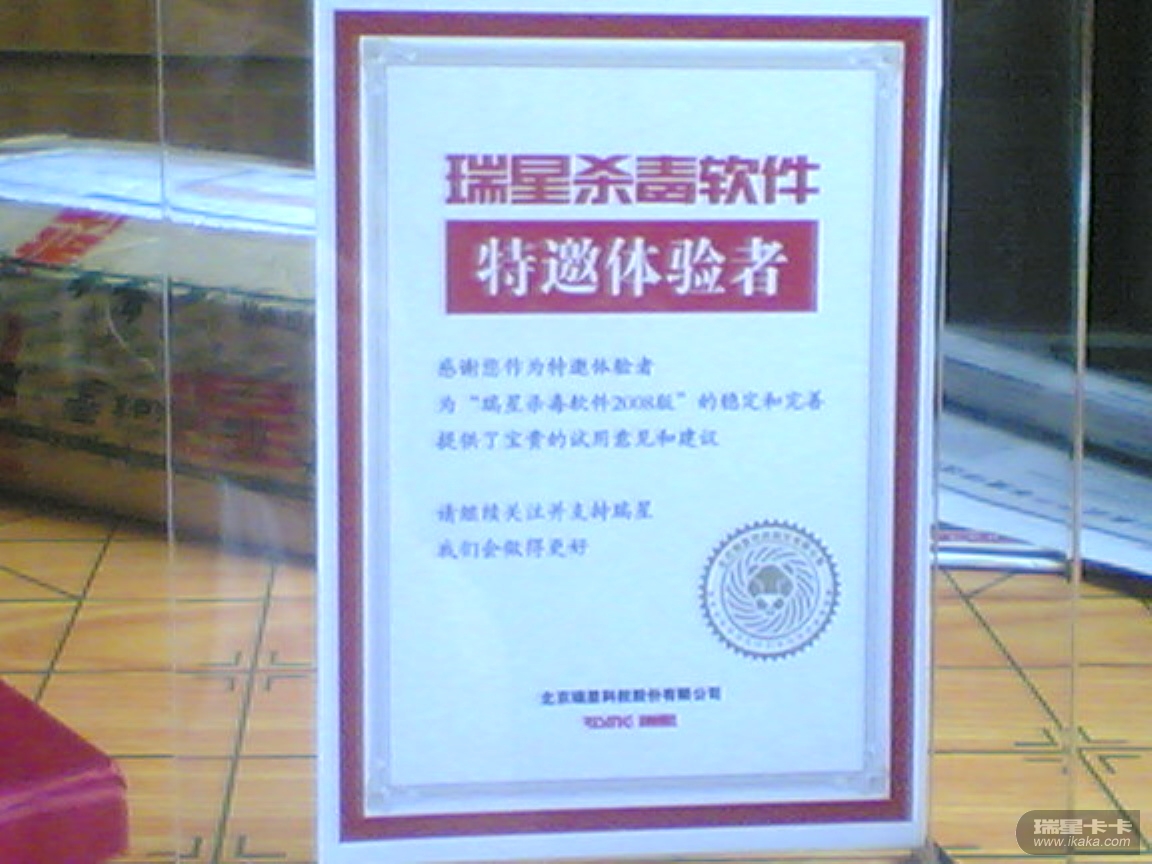 瑞星杀毒软件
特邀体验者
感谢您作为特邀体验者
为“瑞星杀毒软件2008版”的稳定和完善
提供了宝贵的试用意见和建议
请继续关注并支持瑞星
我们会做得更好
北京瑞星科技股份有限公司
RISING 瑞星
瑞星卡卡
www.ikaka.com